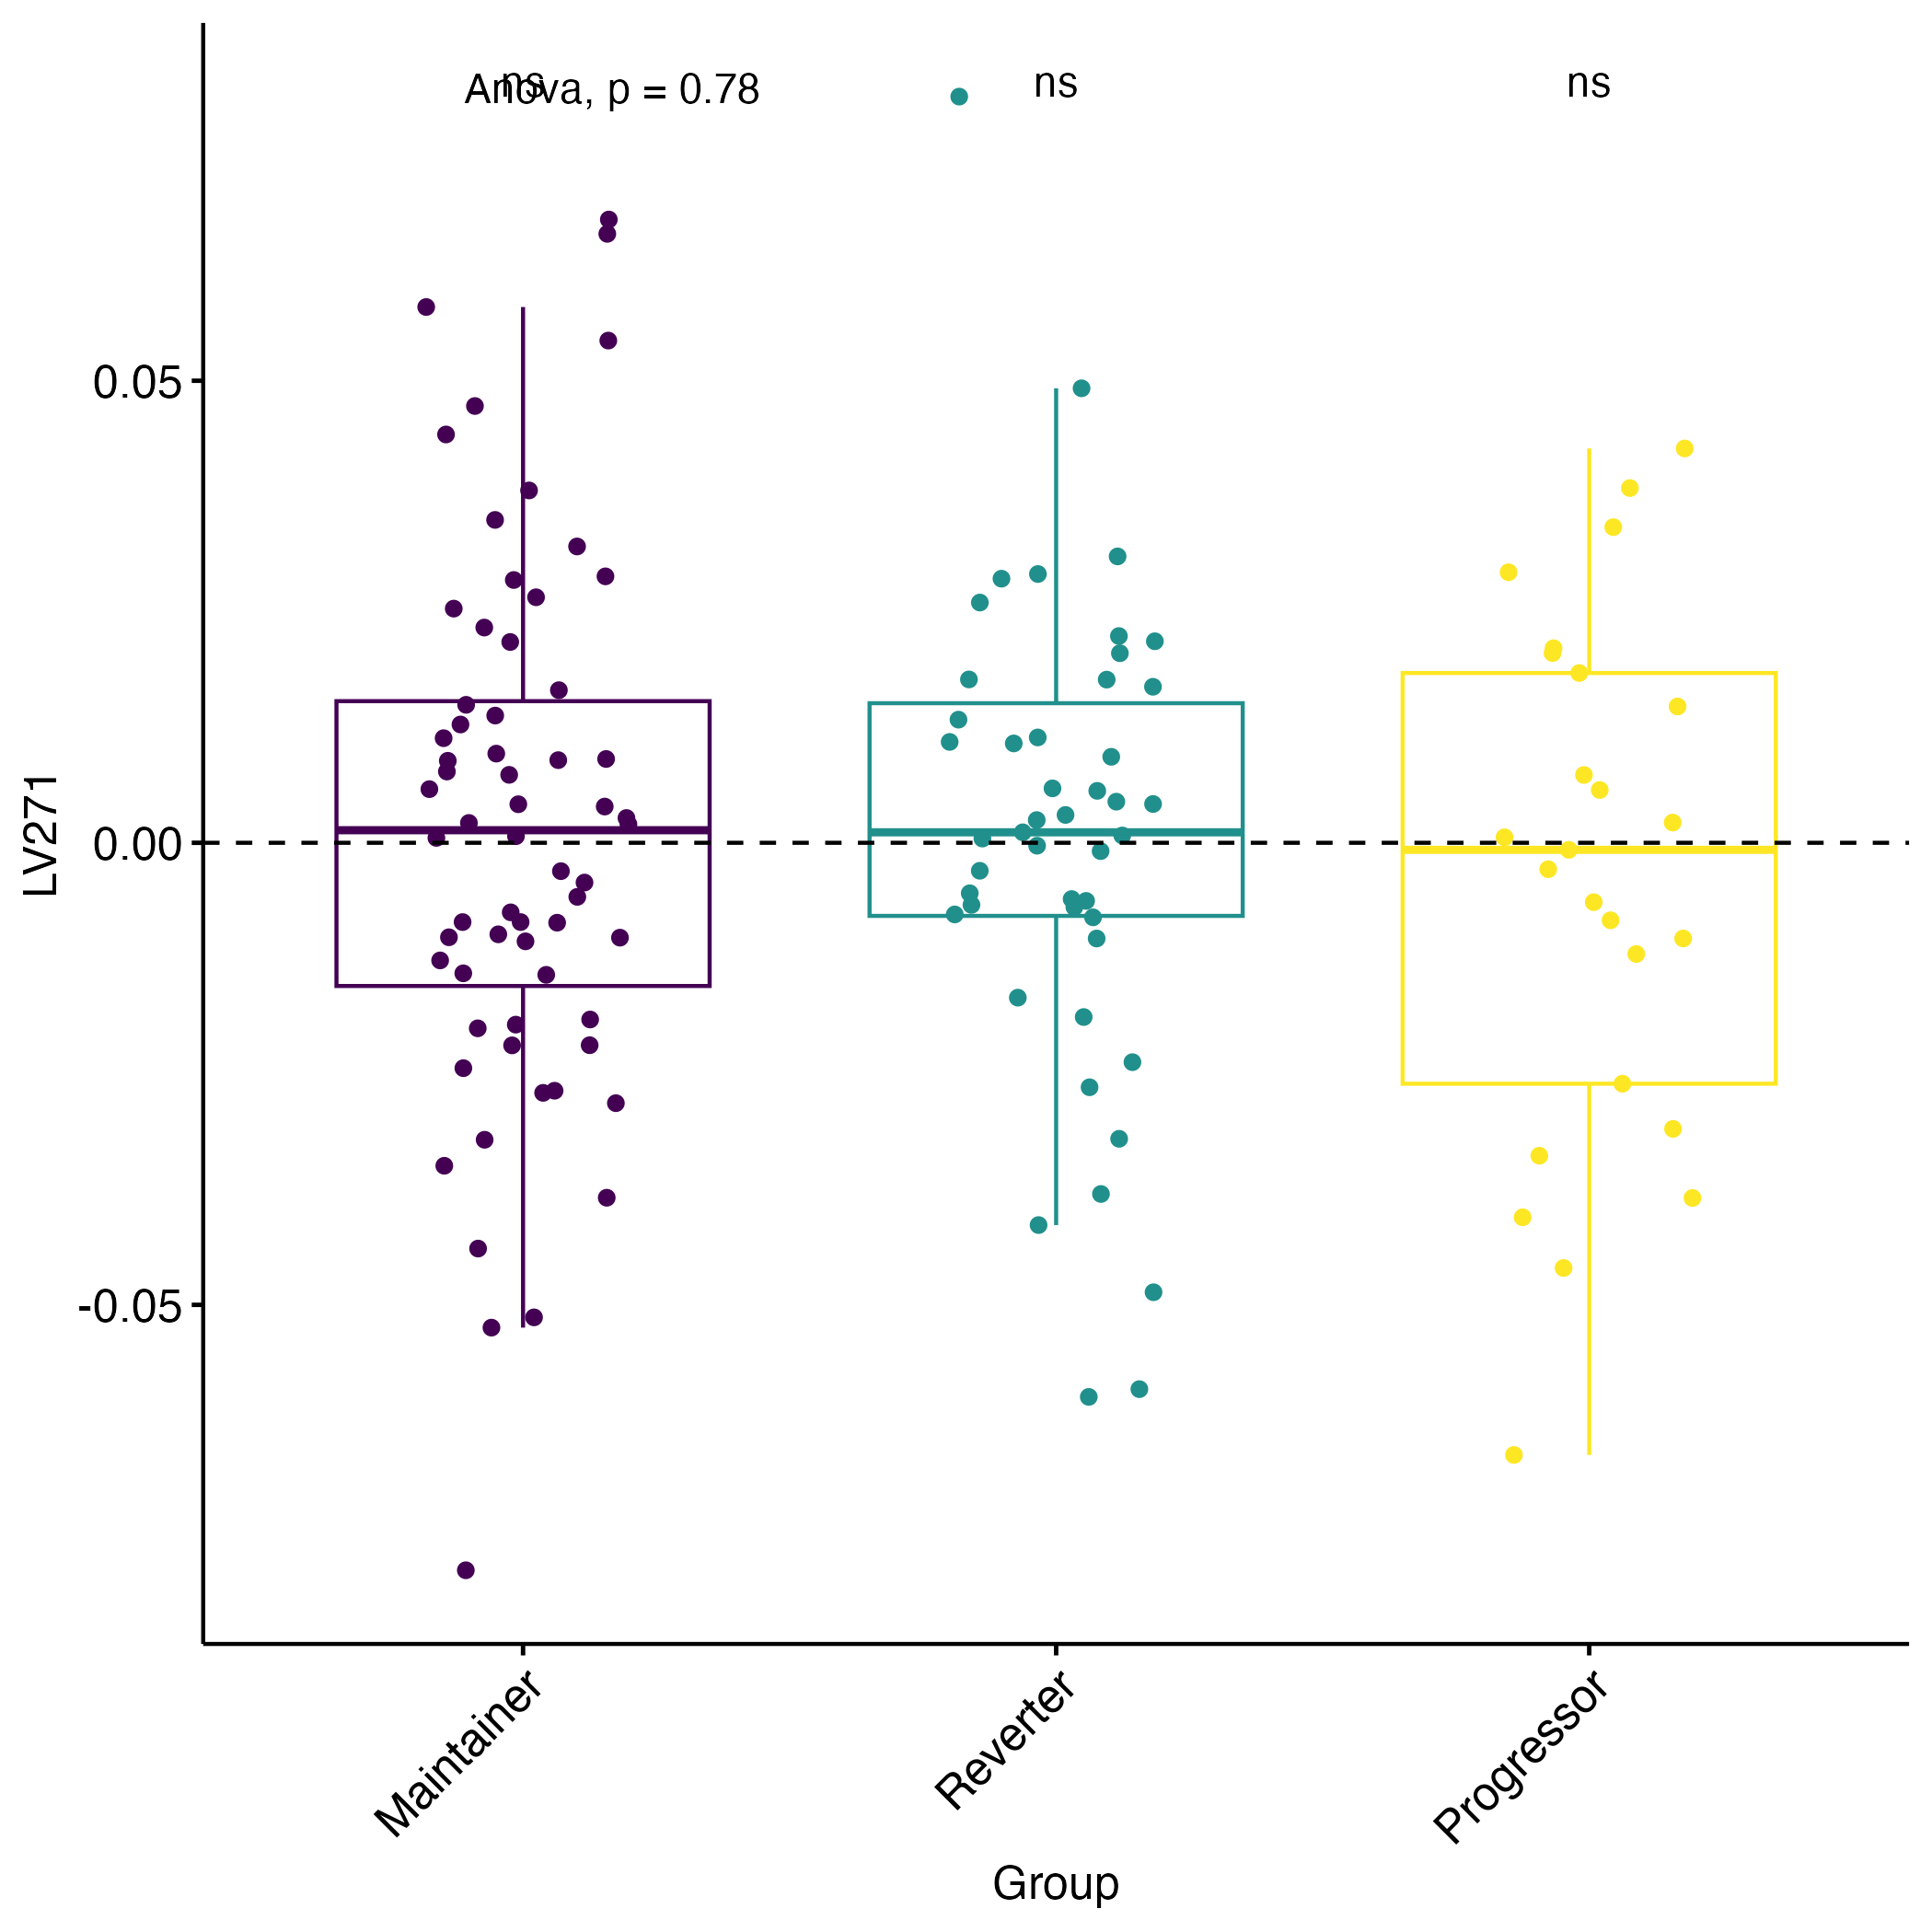 ns
Anova, p = 0.78
ns
ns
0.05
0.00
-0.05
LV271
Maintainer
Reverter
Progressor
Group